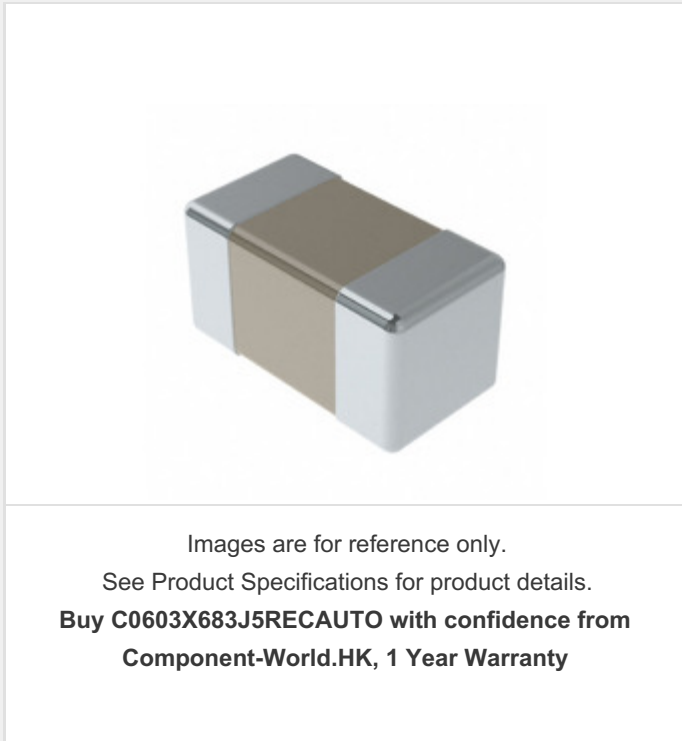 Images are for reference only.
See Product Specifications for product details.
Buy C0603X683J5RECAUTO with confidence from
Component-World.HK, 1 Year Warranty